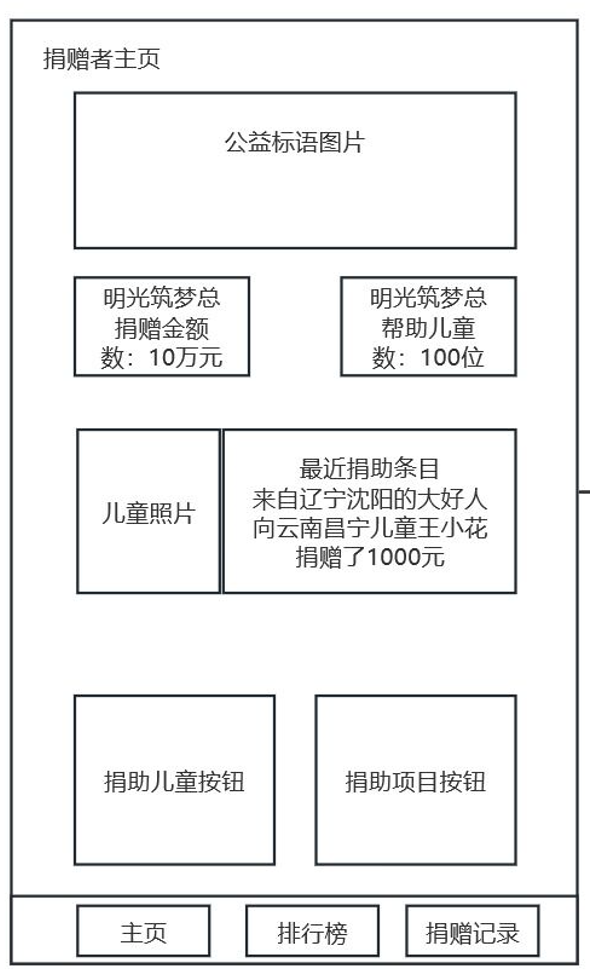 捐赠者主页
公益标语图片
明光筑梦总
捐赠金额
数：10万元
明光筑梦总
帮助儿童
数：100位
儿童照片
最近捐助条目
来自辽宁沈阳的大好人
向云南昌宁儿童王小花
捐赠了1000元
捐助儿童按钮
捐助项目按钮
主页
排行榜
捐赠记录